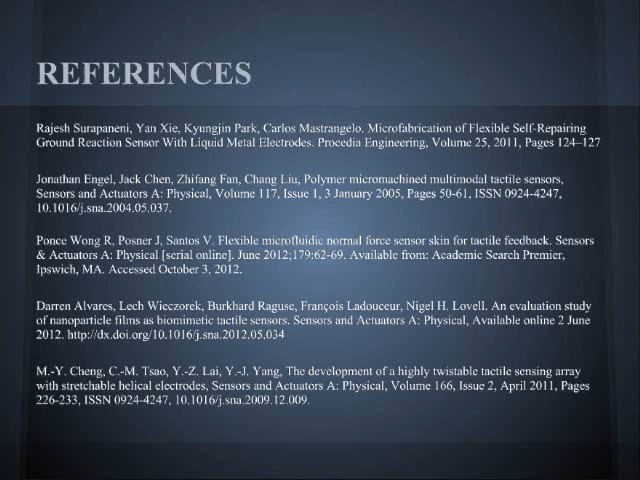 REFERENCES
Rajesh Surapaneni, Yan Xie, Kyungjin Park, Carlos Mastrangelo. Microfabrication of Flexible Self-Repairing
Ground Reaction Sensor With Liquid Metal Electrodes. Procedia Engineering, Volume 25, 2011, Pages 124–127
Jonathan Engel, Jack Chen, Zhifang Fan, Chang Liu, Polymer micromachined multimodal tactile sensors,
Sensors and Actuators A: Physical, Volume 117, Issue 1, 3 January 2005, Pages 50-61, ISSN 0924-4247,
10.1016/j.sna.2004.05.037.
Ponce Wong R, Posner J, Santos V. Flexible microfluidic normal force sensor skin for tactile feedback. Sensors
& Actuators A: Physical [serial online]. June 2012;179:62-69. Available from: Academic Search Premier,
Ipswich, MA. Accessed October 3, 2012.
Darren Alvares, Lech Wieczorek, Burkhard Raguse, François Ladouceur, Nigel H. Lovell. An evaluation study
of nanoparticle films as biomimetic tactile sensors. Sensors and Actuators A: Physical, Available online 2 June
2012. http://dx.doi.org/10.1016/j.sna.2012.05.034
M.-Y. Cheng, C.-M. Tsao, Y.-Z. Lai, Y.-J. Yang, The development of a highly twistable tactile sensing array
with stretchable helical electrodes, Sensors and Actuators A: Physical, Volume 166, Issue 2, April 2011, Pages
226-233, ISSN 0924-4247, 10.1016/j.sna.2009.12.009.